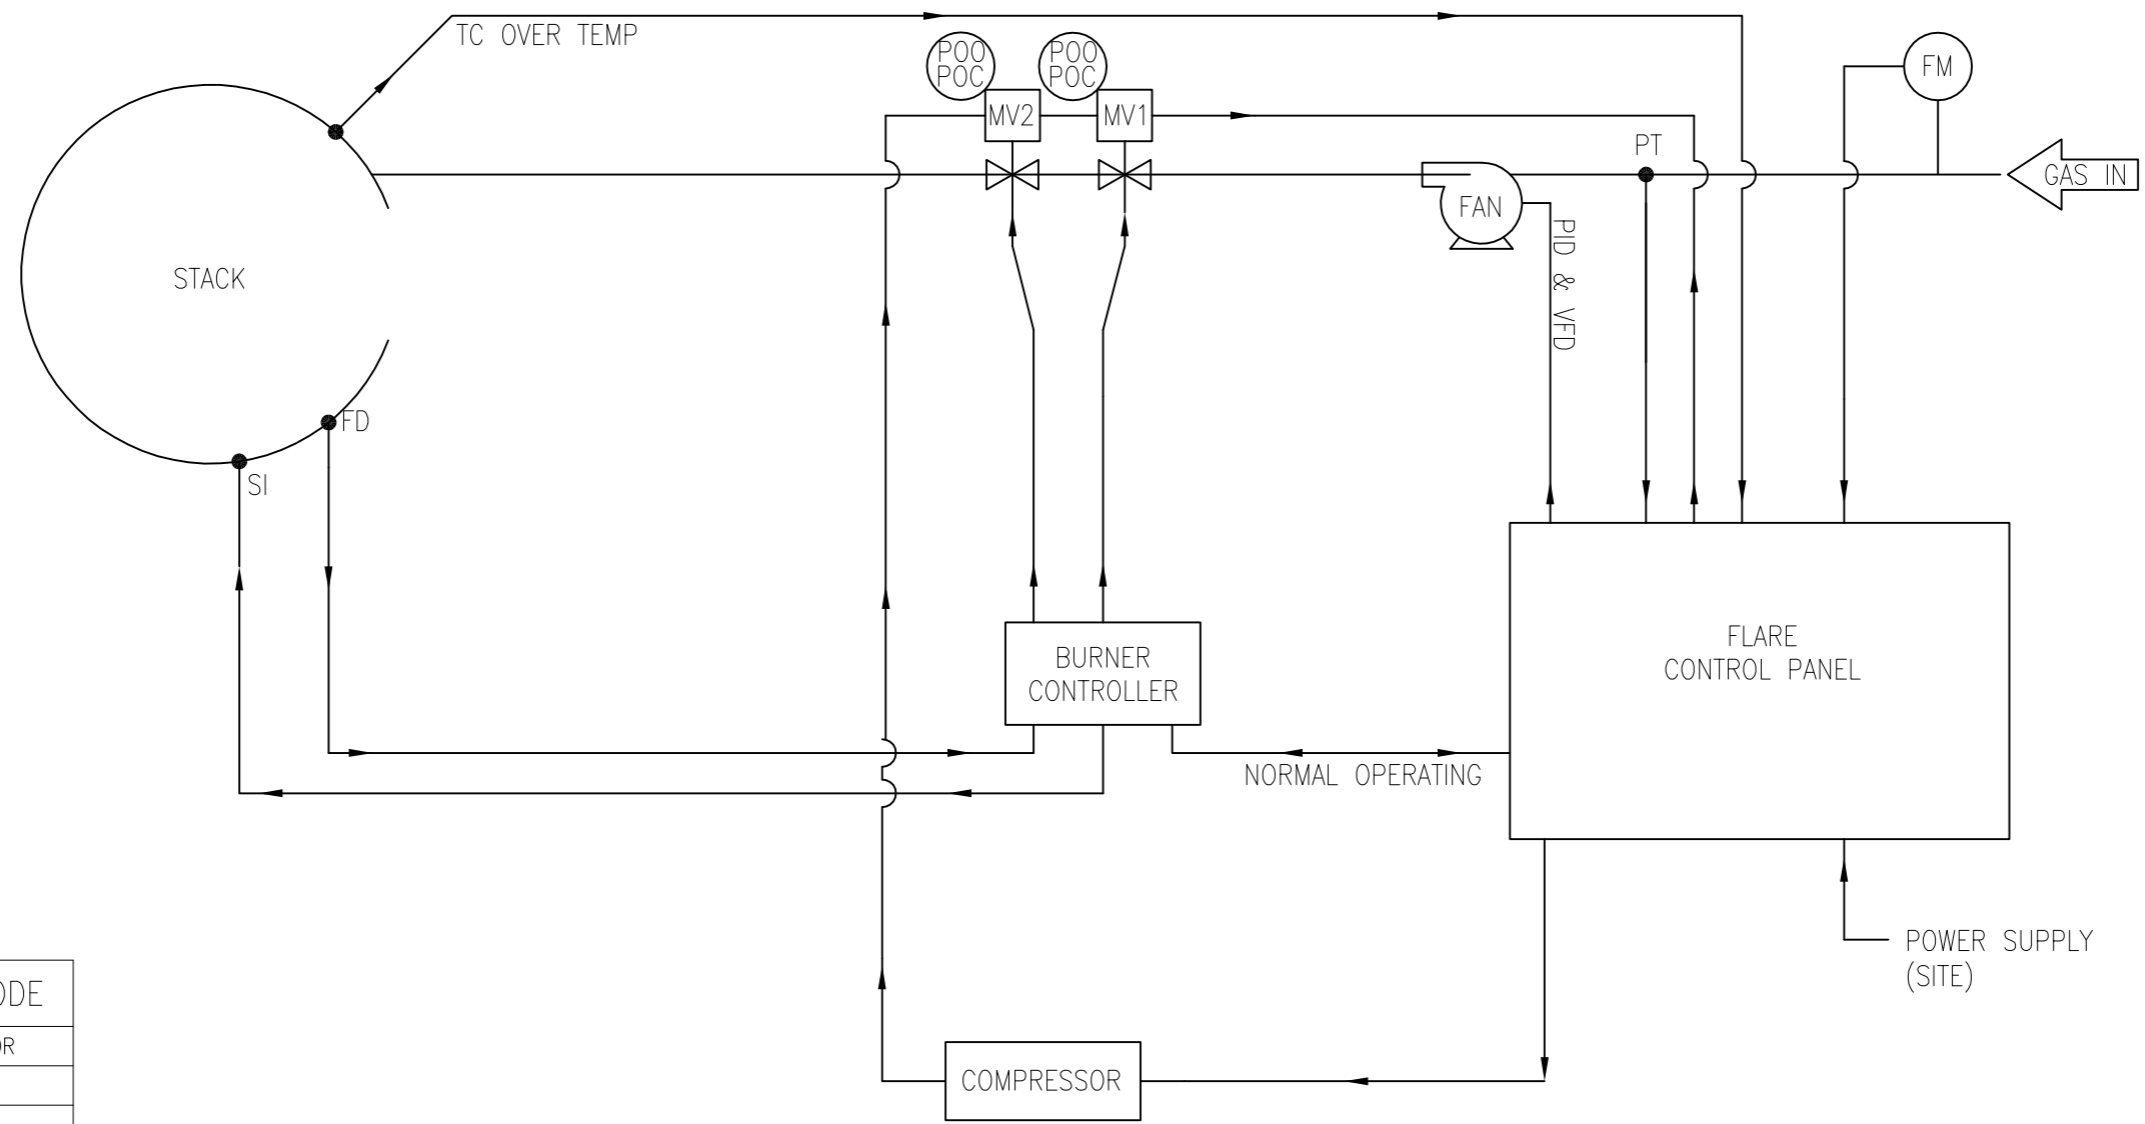 TC OVER TEMP
POO
POC
POO
POC
FM
MV2
MV1
PT
GAS IN
FAN
PID & VFD
STACK
FD
SI
BURNER
CONTROLLER
FLARE
CONTROL PANEL
NORMAL OPERATING
POWER SUPPLY
(SITE)
COMPRESSOR